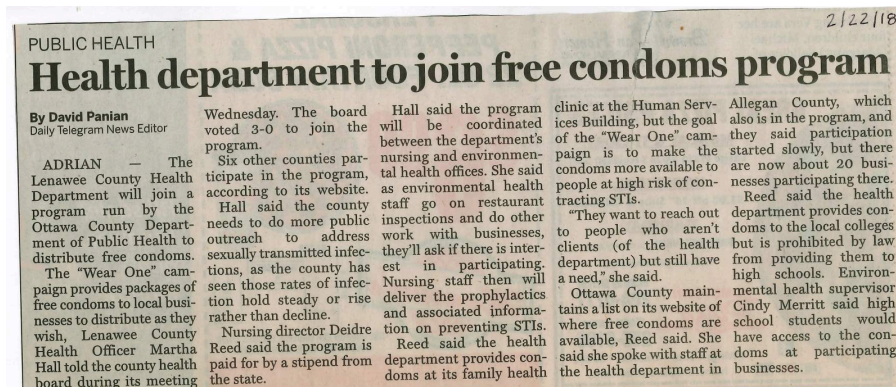 2/22/18
PUBLIC HEALTH
Health department to join free condoms program
By David Panian
Daily Telegram News Editor
ADRIAN — The
Lenawee County Health
Department will join a
program run by the
Ottawa County Depart-
ment of Public Health to
distribute free condoms.
The "Wear One" cam-
paign provides packages of
free condoms to local busi-
nesses to distribute as they
wish, Lenawee County
Health Officer Martha
Hall told the county health
board during its meeting
Wednesday. The board
voted 3-0 to join the
program.
Six other counties par-
ticipate in the program,
according to its website.
Hall said the county
needs to do more public
outreach to address
sexually transmitted infec-
tions, as the county has
seen those rates of infec-
tion hold steady or rise
rather than decline.
Nursing director Deidre
Reed said the program is
paid for by a stipend from
the state.
Hall said the program
will be coordinated
between the department's
nursing and environmen-
tal health offices. She said
as environmental health
staff go on restaurant
inspections and do other
work with businesses,
they'll ask if there is inter-
est in participating.
Nursing staff then will
deliver the prophylactics
and associated informa-
tion on preventing STIs.
Reed said the health
department provides con-
doms at its family health
clinic at the Human Serv-
ices Building, but the goal
of the "Wear One" cam-
paign is to make the
condoms more available to
people at high risk of con-
tracting STIs.
"They want to reach out
to people who aren't
clients (of the health
department) but still have
a need," she said.
Ottawa County main-
tains a list on its website of
where free condoms are
available, Reed said. She
said she spoke with staff at
the health department in
Allegan County, which
also is in the program, and
they said participation
started slowly, but there
are now about 20 busi-
nesses participating there.
Reed said the health
department provides con-
doms to the local colleges
but is prohibited by law
from providing them to
high schools. Environ-
mental health supervisor
Cindy Merritt said high
school students would
have access to the con-
doms at participating
businesses.